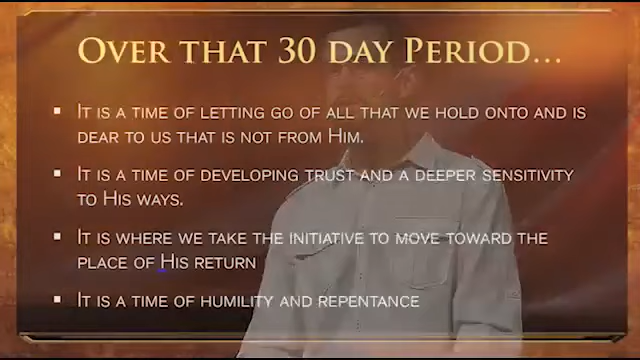 OVER THAT 30 DAY PERIOD...
▪ IT IS A TIME OF LETTING GO OF ALL THAT WE HOLD ONTO AND IS
DEAR TO US THAT IS NOT FROM HIM.
▪ IT IS A TIME OF DEVELOPING TRUST AND A DEEPER SENSITIVITY
TO HIS WAYS.
▪ IT IS WHERE WE TAKE THE INITIATIVE TO MOVE TOWARD THE
PLACE OF HIS RETURN
▪ IT IS A TIME OF HUMILITY AND REPENTANCE